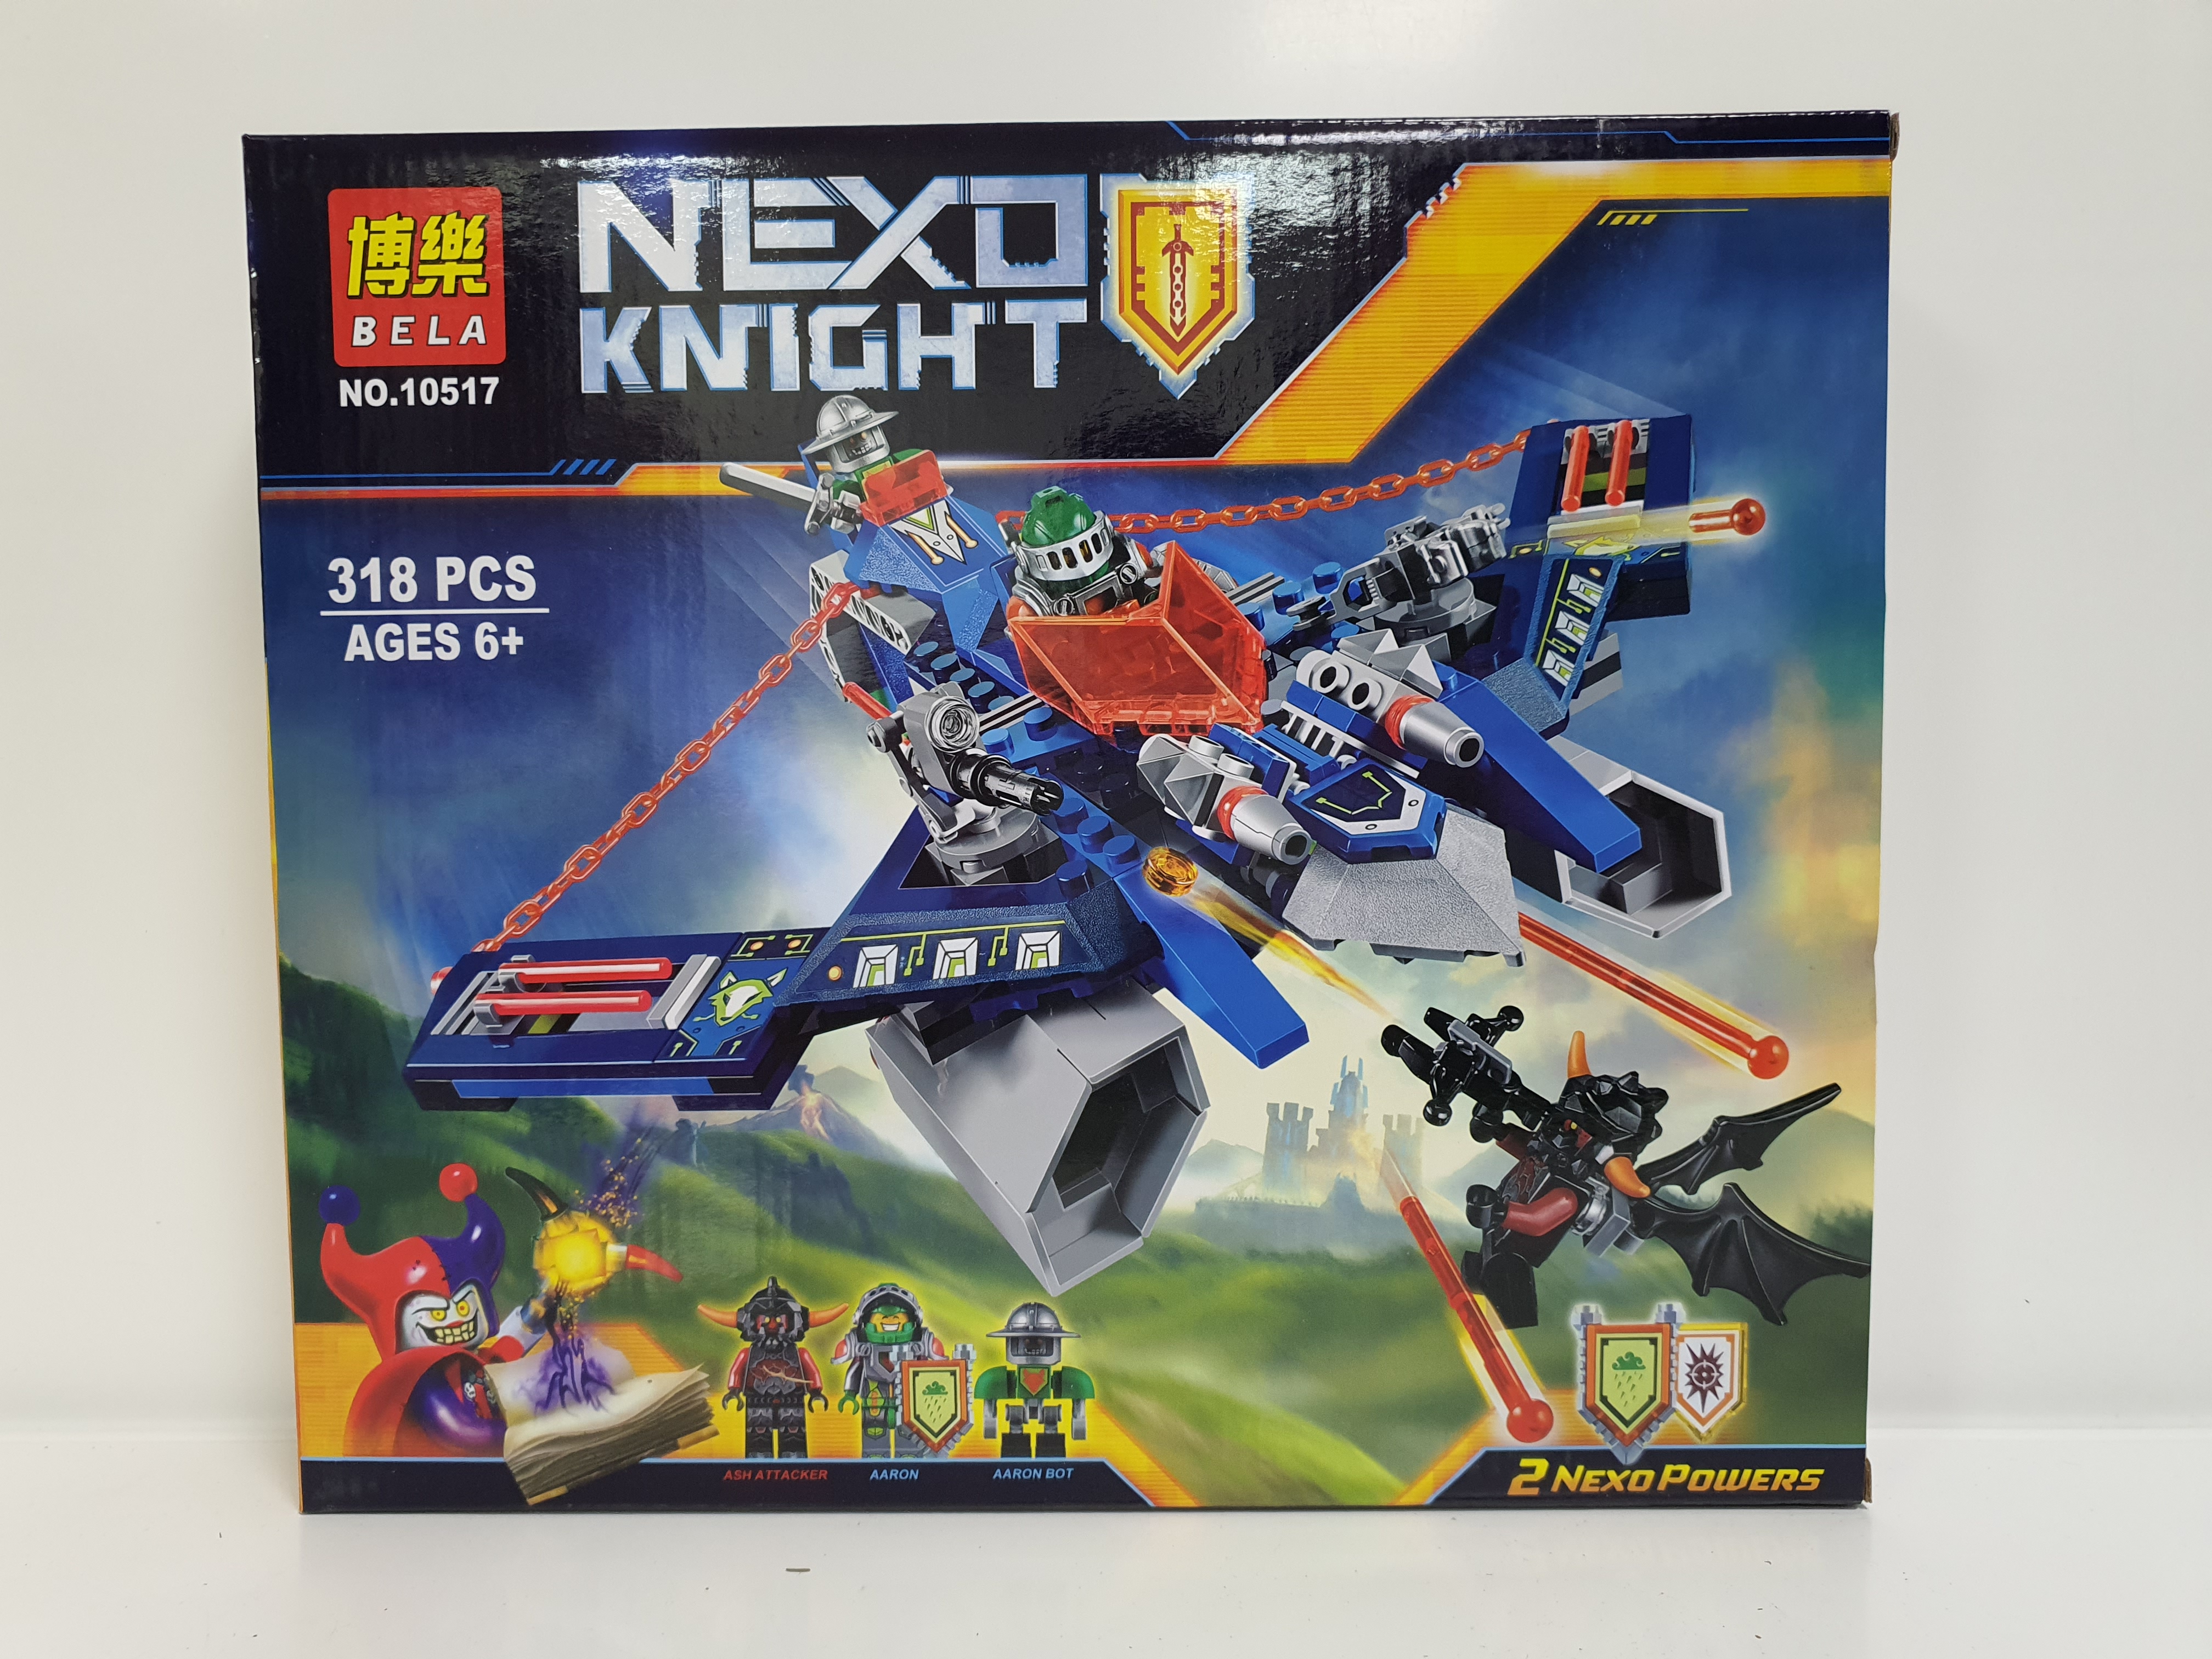 博樂
BELA
NO.10517
NEXO
KNIGHT
318 PCS
AGES 6+
ASH ATTACKER
AARON
AARON BOT
2 NEXO POWERS